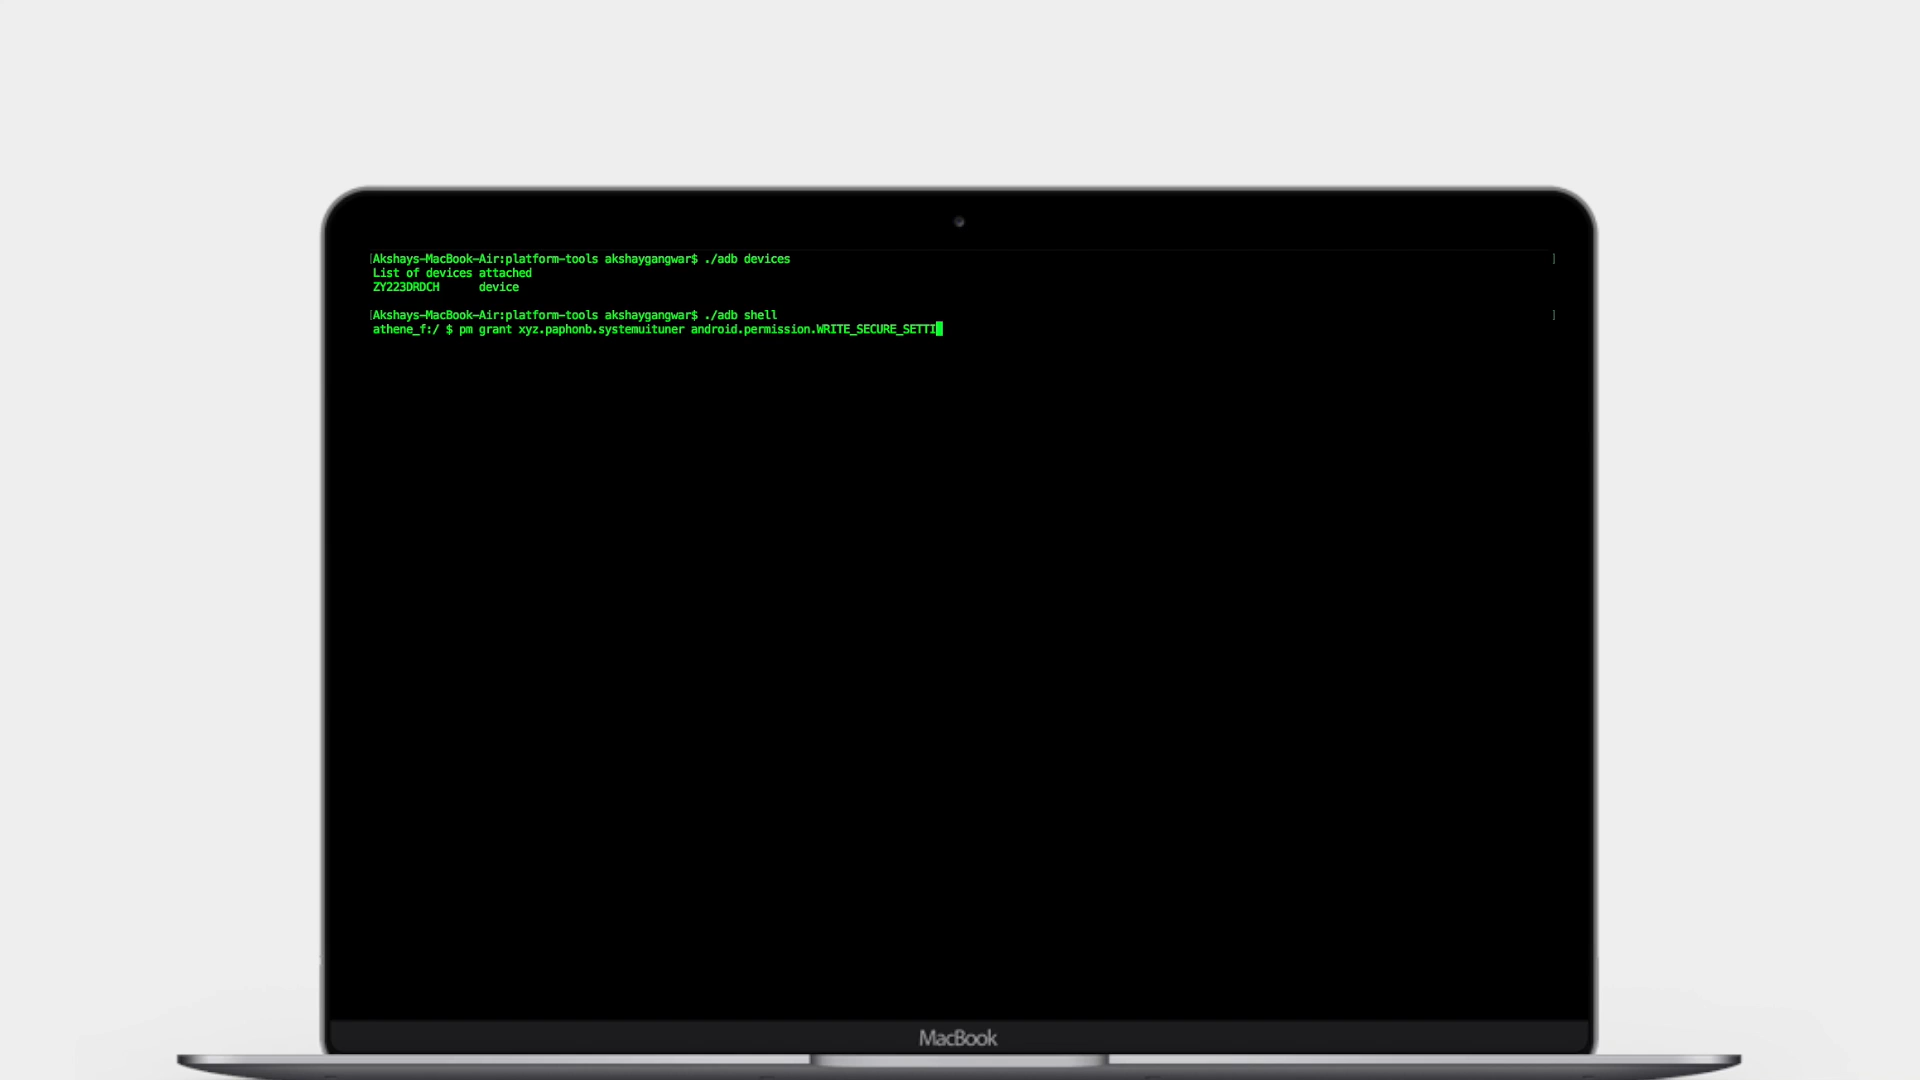 Akshays-MacBook-Air:platform-tools akshaygangwar$ ./adb devices
List of devices attached
ZY223DRDCH      device
Akshays-MacBook-Air:platform-tools akshaygangwar$ ./adb shell
athene_f:/ $ pm grant xyz.paphonb.systemuituner android.permission.WRITE_SECURE_SETTI
MacBook